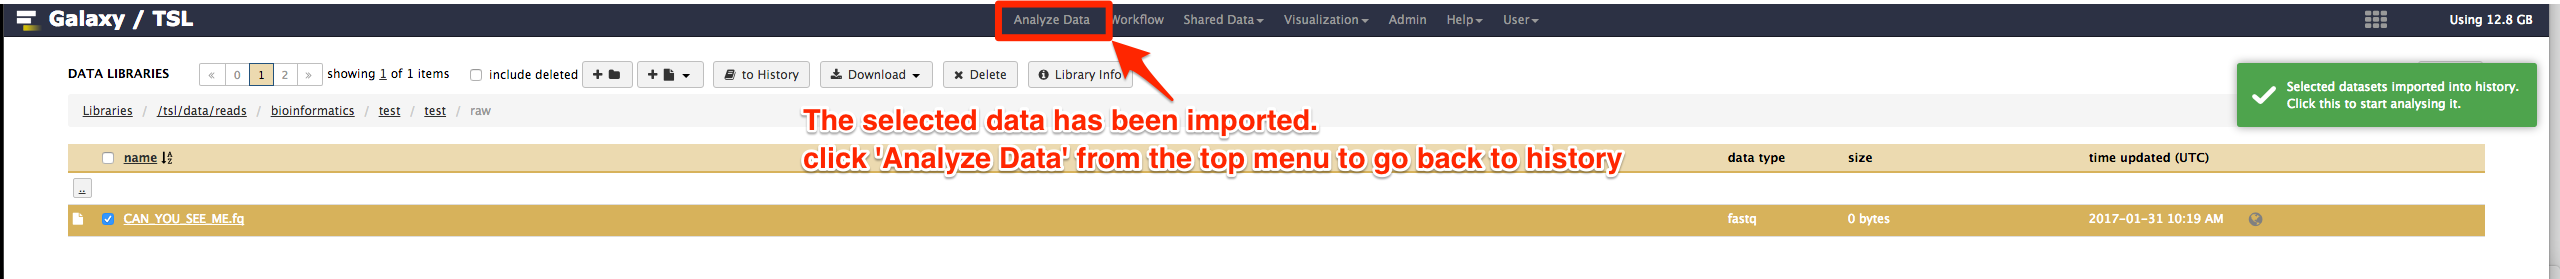 Galaxy / TSL
Analyze Data Workflow Shared Data Visualization Admin Help User
Using 12.8 GB
DATA LIBRARIES « 0 1 2 » showing 1 of 1 items include deleted + + to History Download Delete Library Info
Libraries / /tsl/data/reads / bioinformatics / test / test / raw
Selected datasets imported into history.
Click this to start analysing it.
The selected data has been imported.
click 'Analyze Data' from the top menu to go back to history
name data type size time updated (UTC)
..
CAN_YOU_SEE_ME.fq fastq 0 bytes 2017-01-31 10:19 AM